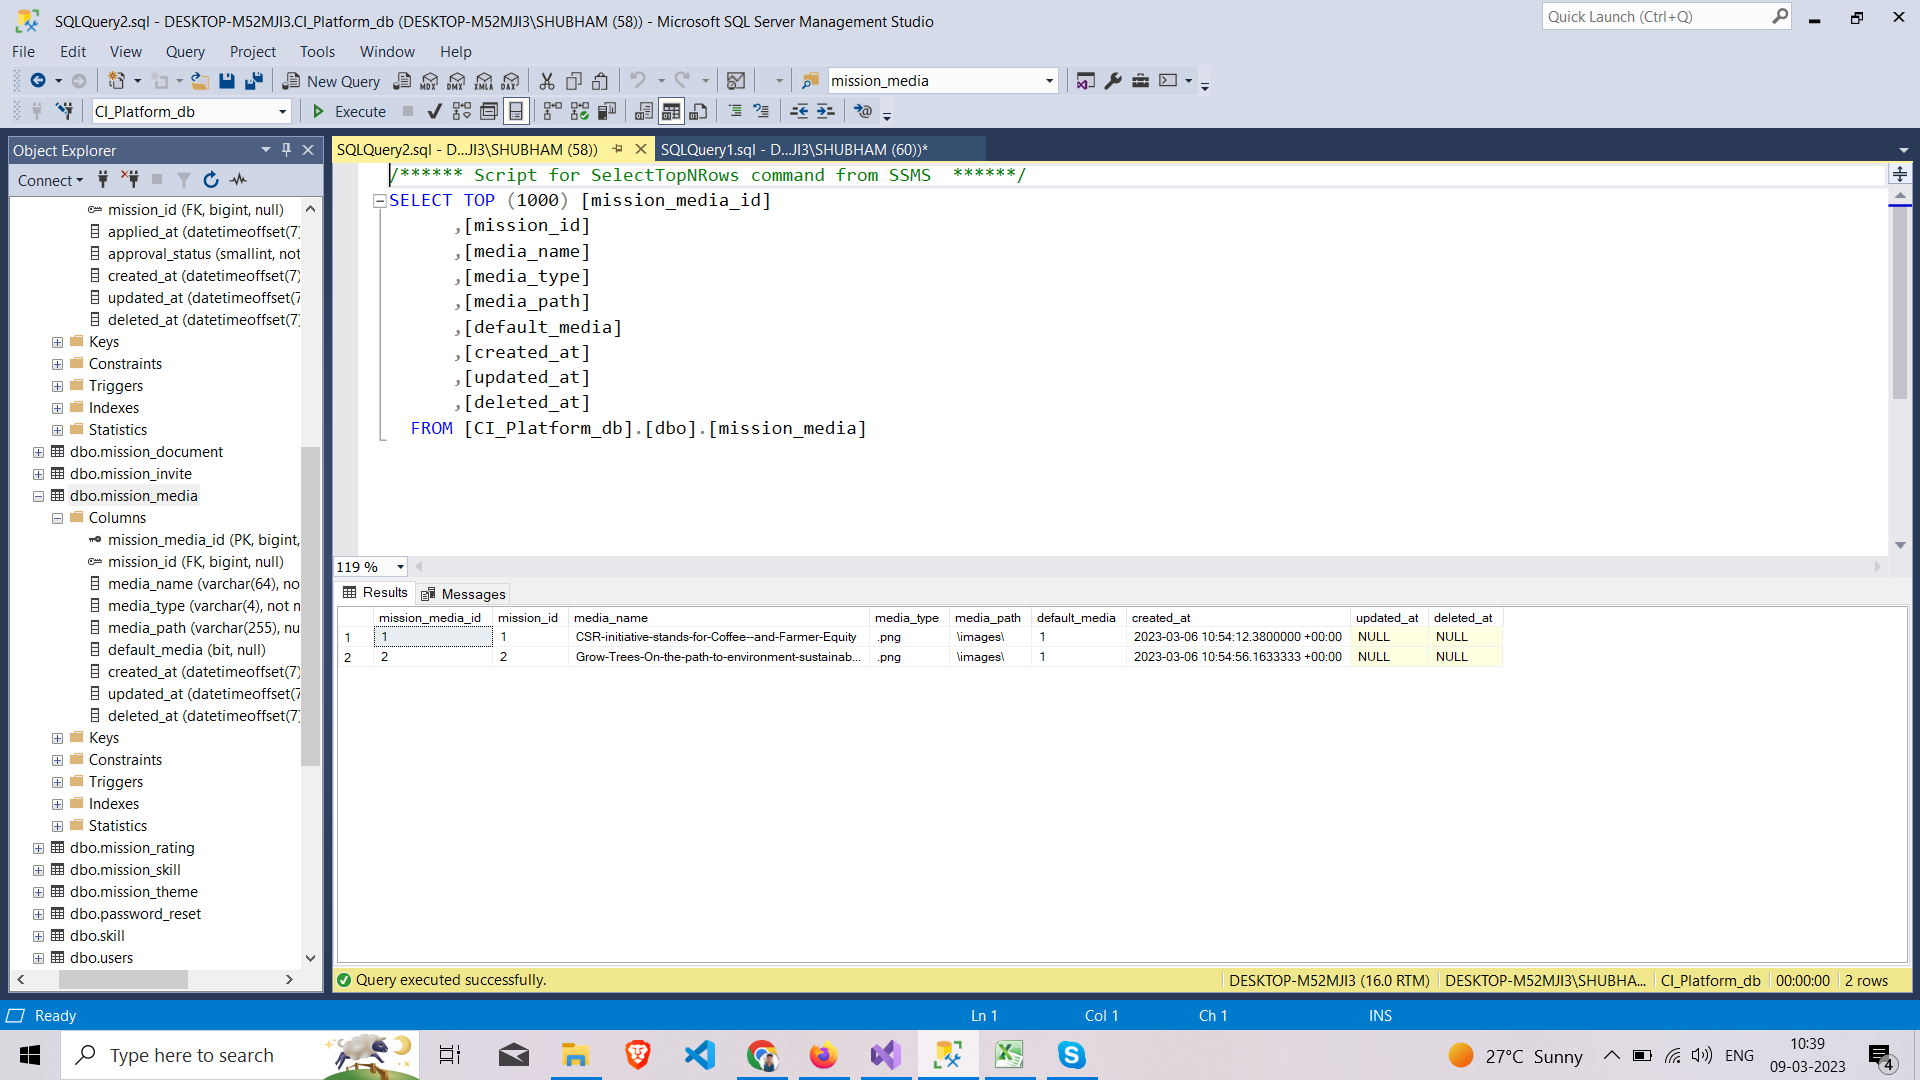 SQLQuery2.sql - DESKTOP-M52MJI3.CI_Platform_db (DESKTOP-M52MJI3\SHUBHAM (58)) - Microsoft SQL Server Management Studio
Quick Launch (Ctrl+Q)
File Edit View Query Project Tools Window Help
New Query
MDX DMX XMLA DAX
mission_media
CI_Platform_db
Execute
Object Explorer
Connect
mission_id (FK, bigint, null)
applied_at (datetimeoffset(7)
approval_status (smallint, not
created_at (datetimeoffset(7)
updated_at (datetimeoffset(7
deleted_at (datetimeoffset(7)
Keys
Constraints
Triggers
Indexes
Statistics
dbo.mission_document
dbo.mission_invite
dbo.mission_media
Columns
mission_media_id (PK, bigint,
mission_id (FK, bigint, null)
media_name (varchar(64), no
media_type (varchar(4), not n
media_path (varchar(255), nu
default_media (bit, null)
created_at (datetimeoffset(7)
updated_at (datetimeoffset(7
deleted_at (datetimeoffset(7)
Keys
Constraints
Triggers
Indexes
Statistics
dbo.mission_rating
dbo.mission_skill
dbo.mission_theme
dbo.password_reset
dbo.skill
dbo.users
SQLQuery2.sql - D...JI3\SHUBHAM (58))
SQLQuery1.sql - D...JI3\SHUBHAM (60))*
/****** Script for SelectTopNRows command from SSMS  ******/
SELECT TOP (1000) [mission_media_id]
,[mission_id]
,[media_name]
,[media_type]
,[media_path]
,[default_media]
,[created_at]
,[updated_at]
,[deleted_at]
FROM [CI_Platform_db].[dbo].[mission_media]
119 %
Results Messages
mission_media_id mission_id media_name media_type media_path default_media created_at updated_at deleted_at
1 1 1 CSR-initiative-stands-for-Coffee--and-Farmer-Equity .png \images\ 1 2023-03-06 10:54:12.3800000 +00:00 NULL NULL
2 2 2 Grow-Trees-On-the-path-to-environment-sustainab... .png \images\ 1 2023-03-06 10:54:56.1633333 +00:00 NULL NULL
Query executed successfully.
DESKTOP-M52MJI3 (16.0 RTM) DESKTOP-M52MJI3\SHUBHA... CI_Platform_db 00:00:00 2 rows
Ready
Ln 1 Col 1 Ch 1 INS
Type here to search
27°C Sunny
ENG
10:39
09-03-2023
4